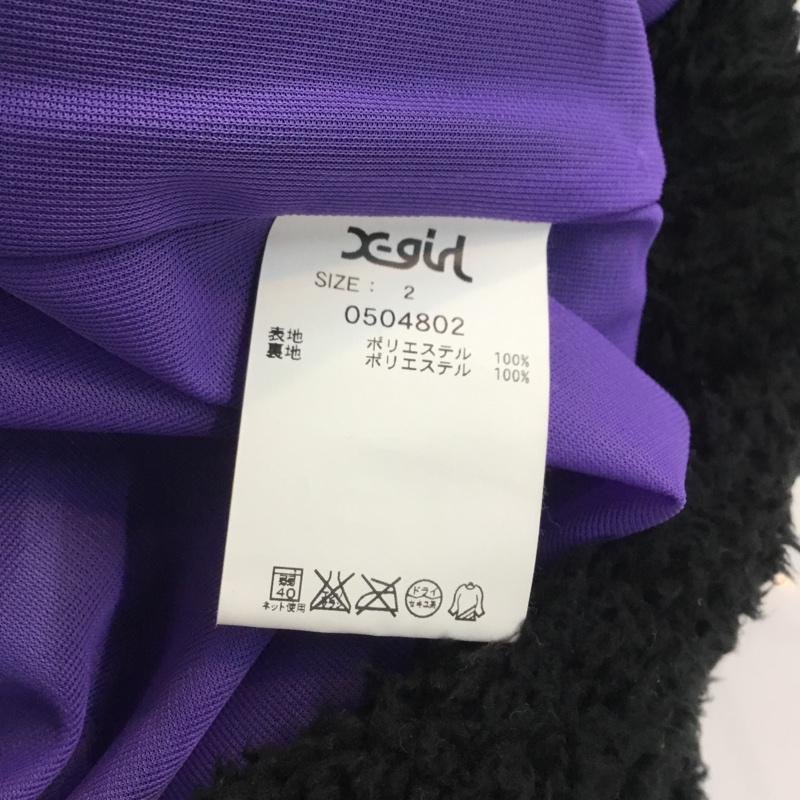 X-girl
SIZE : 2
0504802
表地 ポリエステル 100%
裏地 ポリエステル 100%
40
ドライ
ネット使用